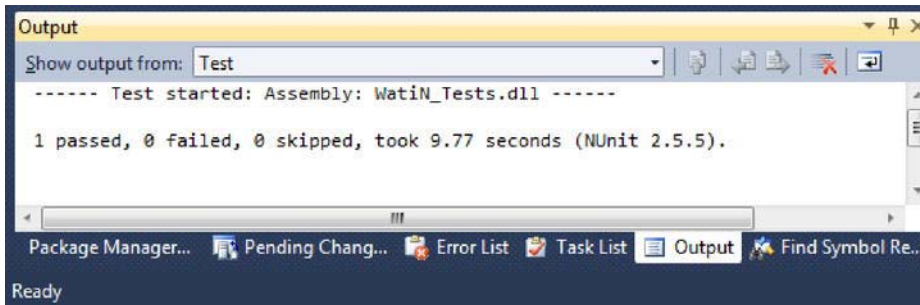 Output
Show output from: Test
------ Test started: Assembly: WatiN_Tests.dll ------
1 passed, 0 failed, 0 skipped, took 9.77 seconds (NUnit 2.5.5).
Package Manager... Pending Chang... Error List Task List Output Find Symbol Re...
Ready